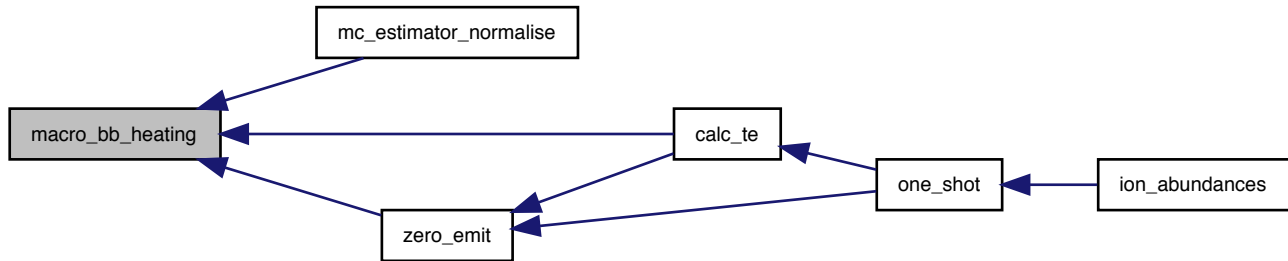 mc_estimator_normalise
macro_bb_heating
calc_te
one_shot
ion_abundances
zero_emit